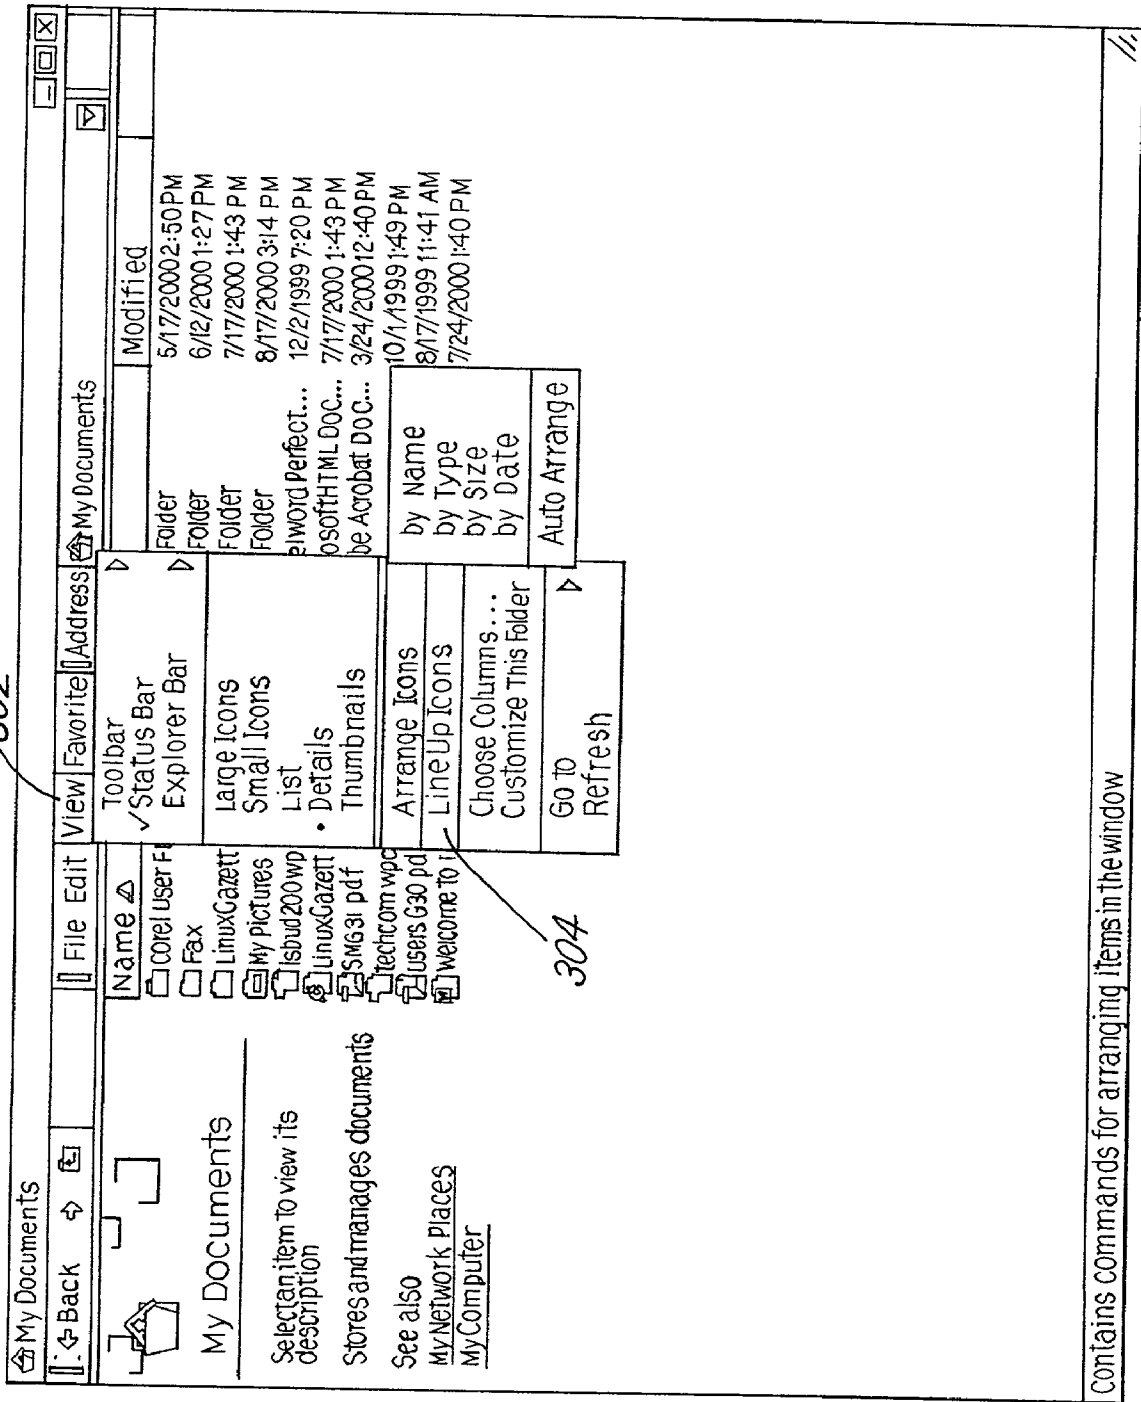 My Documents
Back
File Edit
View
Favorite
Address
My Documents
Name
Modified
My Documents
Select an item to view its
description
Stores and manages documents
See also
My Network Places
My Computer
corel user Fi
Fax
LinuxGazett
My Pictures
lsbud200wp
LinuxGazett
SMG31 pdf
techcom wpc
users G30 pd
welcome to
Toolbar
✓ Status Bar
Explorer Bar
Large Icons
Small Icons
List
• Details
Thumbnails
Arrange Icons
Line Up Icons
Choose Columns...
Customize This Folder
Go to
Refresh
by Name
by Type
by Size
by Date
Auto Arrange
Folder
Folder
Folder
Folder
elword Perfect...
osoftHTML DOC...
be Acrobat DOC...
5/17/2000 2:50 PM
6/12/2000 1:27 PM
7/17/2000 1:43 PM
8/17/2000 3:14 PM
12/2/1999 7:20 PM
7/17/2000 1:43 PM
3/24/2000 12:40 PM
10/1/1999 1:49 PM
8/17/1999 11:41 AM
7/24/2000 1:40 PM
304
Contains commands for arranging items in the window